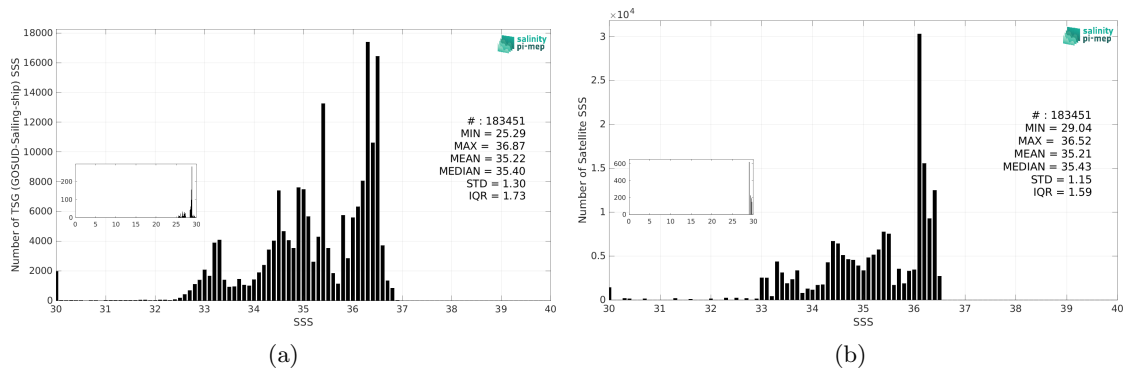 18000
16000
14000
12000
10000
8000
6000
4000
2000
0
Number of TSG (GOSUD-Sailing-ship) SSS
salinity
pi-mep
# : 183451
MIN = 25.29
MAX = 36.87
MEAN = 35.22
MEDIAN = 35.40
STD = 1.30
IQR = 1.73
200
100
0
0 5 10 15 20 25 30
30 31 32 33 34 35 36 37 38 39 40
SSS
(a)
×10⁴
3
2.5
2
1.5
1
0.5
0
Number of Satellite SSS
salinity
pi-mep
# : 183451
MIN = 29.04
MAX = 36.52
MEAN = 35.21
MEDIAN = 35.43
STD = 1.15
IQR = 1.59
600
400
200
0
0 5 10 15 20 25 30
30 31 32 33 34 35 36 37 38 39 40
SSS
(b)